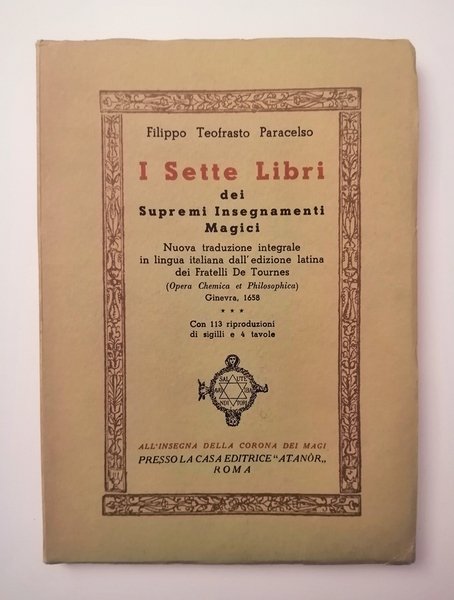 Filippo Teofrasto Paracelso
I Sette Libri
dei
Supremi Insegnamenti
Magici
Nuova traduzione integrale
in lingua italiana dall'edizione latina
dei Fratelli De Tournes
(Opera Chemica et Philosophica)
Ginevra, 1658
* * *
Con 113 riproduzioni
di sigilli e 4 tavole
SALUTE
ALL'INSEGNA DELLA CORONA DEI MAGI
PRESSO LA CASA EDITRICE "ATANÒR„
ROMA